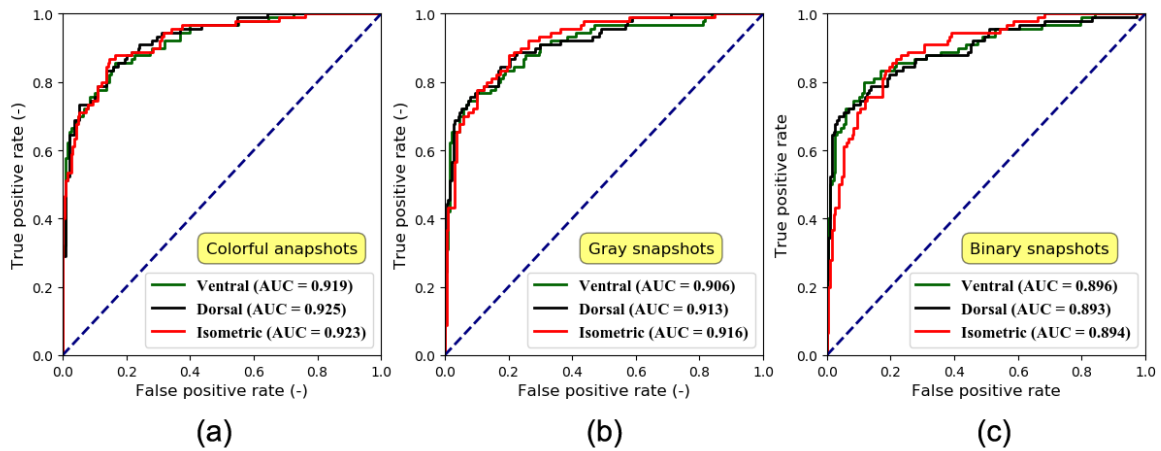 1.0
0.8
0.6
0.4
0.2
0.0
True positive rate (-)
Colorful anapshots
Ventral (AUC = 0.919)
Dorsal (AUC = 0.925)
Isometric (AUC = 0.923)
0.0 0.2 0.4 0.6 0.8 1.0
False positive rate (-)
(a)
1.0
0.8
0.6
0.4
0.2
0.0
True positive rate (-)
Gray snapshots
Ventral (AUC = 0.906)
Dorsal (AUC = 0.913)
Isometric (AUC = 0.916)
0.0 0.2 0.4 0.6 0.8 1.0
False positive rate (-)
(b)
1.0
0.8
0.6
0.4
0.2
0.0
True positive rate
Binary snapshots
Ventral (AUC = 0.896)
Dorsal (AUC = 0.893)
Isometric (AUC = 0.894)
0.0 0.2 0.4 0.6 0.8 1.0
False positive rate
(c)